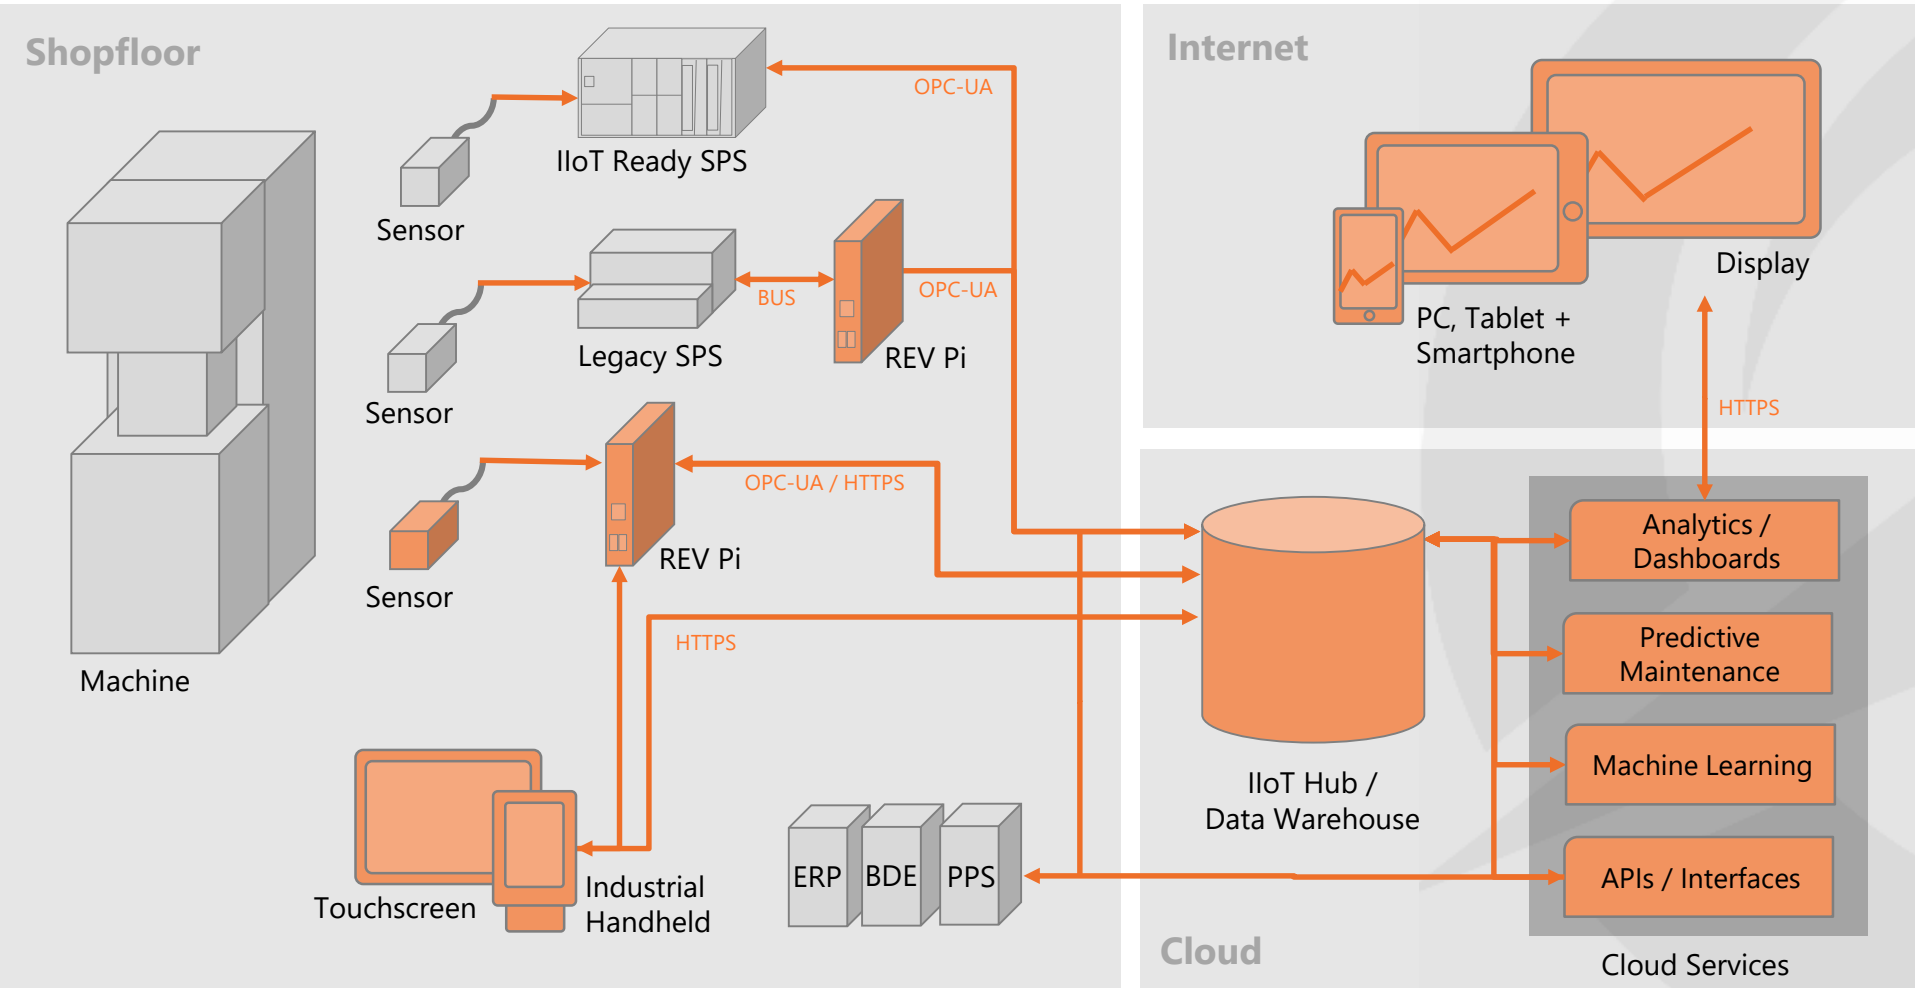 Shopfloor
OPC-UA
IIoT Ready SPS
Sensor
BUS
OPC-UA
Legacy SPS
REV Pi
Sensor
OPC-UA / HTTPS
REV Pi
Sensor
HTTPS
Machine
Touchscreen
Industrial
Handheld
ERP
BDE
PPS
Internet
Display
PC, Tablet +
Smartphone
HTTPS
Cloud
IIoT Hub /
Data Warehouse
Analytics /
Dashboards
Predictive
Maintenance
Machine Learning
APIs / Interfaces
Cloud Services